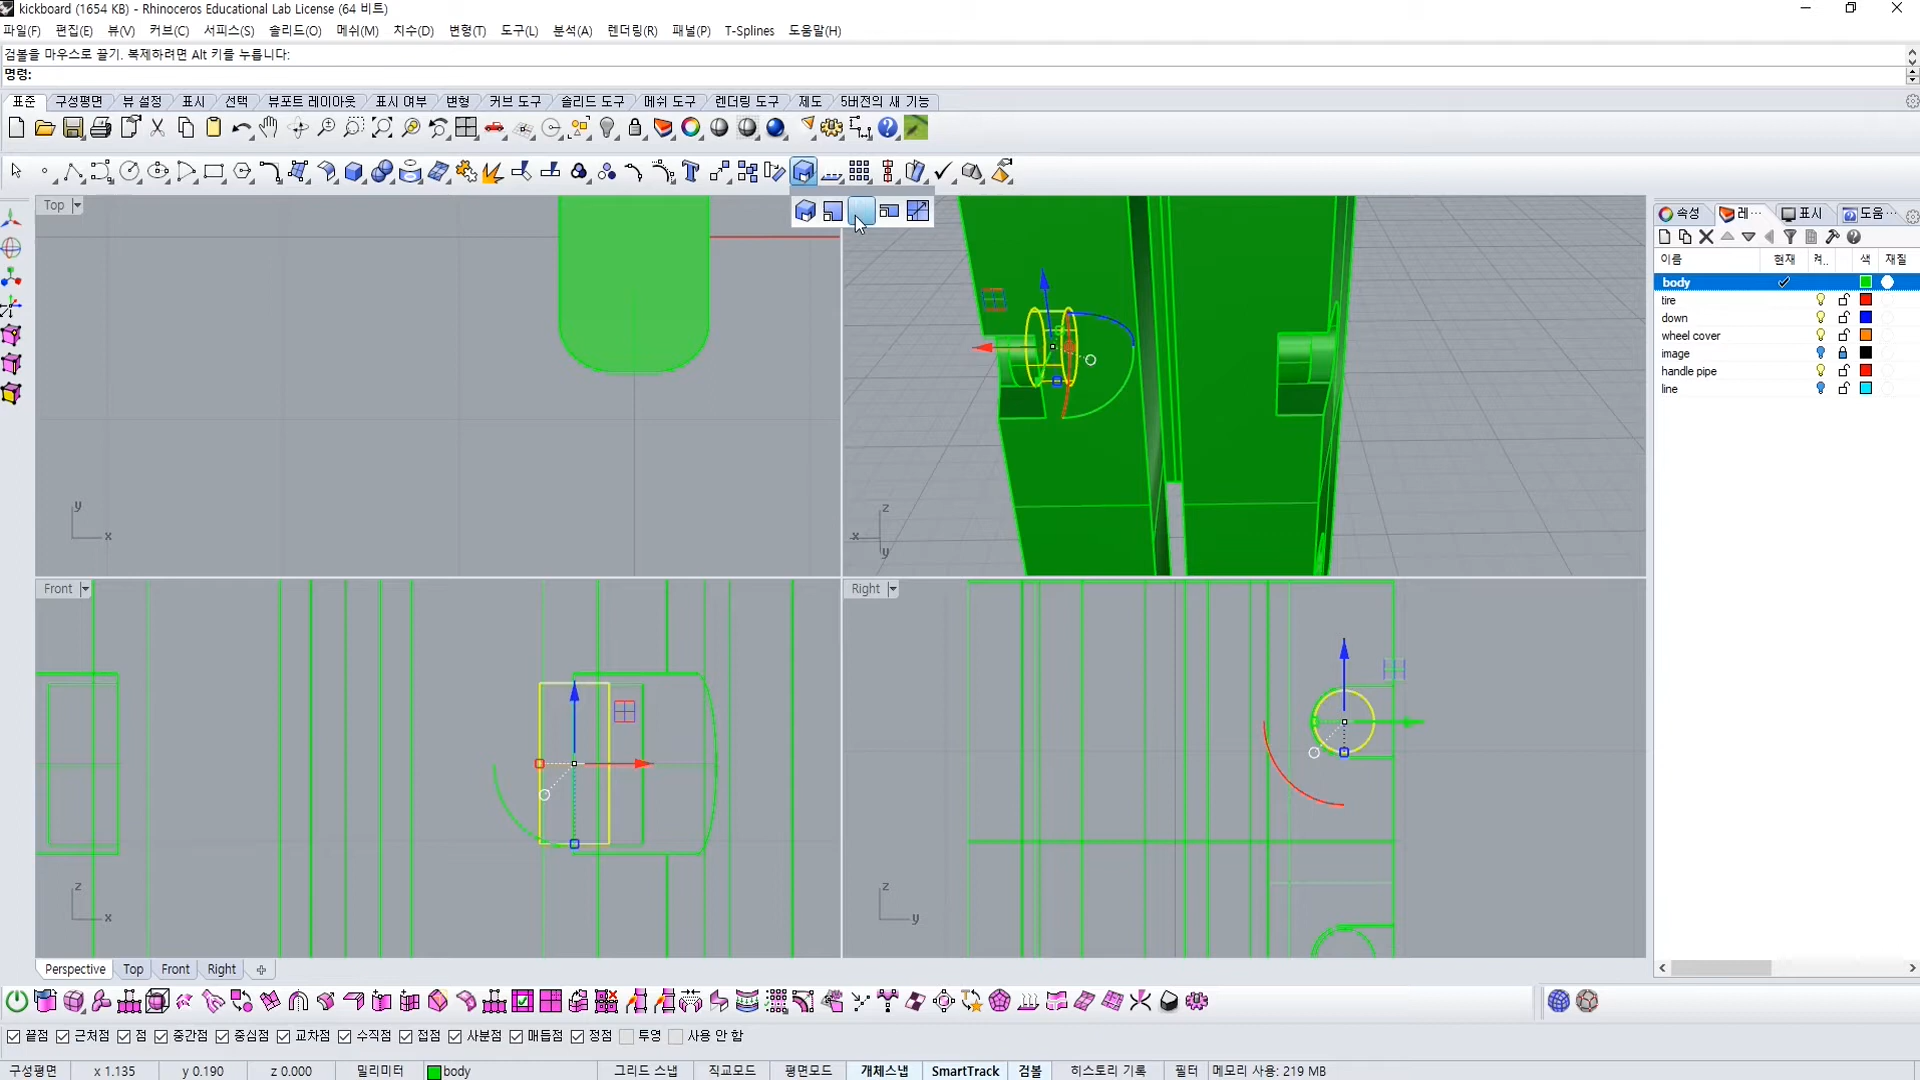 kickboard (1654 KB) - Rhinoceros Educational Lab License (64 비트)
파일(F) 편집(E) 뷰(V) 커브(C) 서피스(S) 솔리드(O) 메쉬(M) 치수(D) 변형(T) 도구(L) 분석(A) 렌더링(R) 패널(P) T-Splines 도움말(H)
검볼을 마우스로 끌기. 복제하려면 Alt 키를 누릅니다:
명령:
표준 구성평면 뷰 설정 표시 선택 뷰포트 레이아웃 표시 여부 변형 커브 도구 솔리드 도구 메쉬 도구 렌더링 도구 제도 5버전의 새 기능
Top
속성 레... 표시 도움...
이름 현재 켜.. 색 재질
body
tire
down
wheel cover
image
handle pipe
line
y
x
z
x
y
Front
Right
z
x
z
y
Perspective Top Front Right
끝점 근처점 점 중간점 중심점 교차점 수직점 접점 사분점 매듭점 정점 투영 사용 안 함
구성평면 x 1.135 y 0.190 z 0.000 밀리미터 body 그리드 스냅 직교모드 평면모드 개체스냅 SmartTrack 검볼 히스토리 기록 필터 메모리 사용: 219 MB